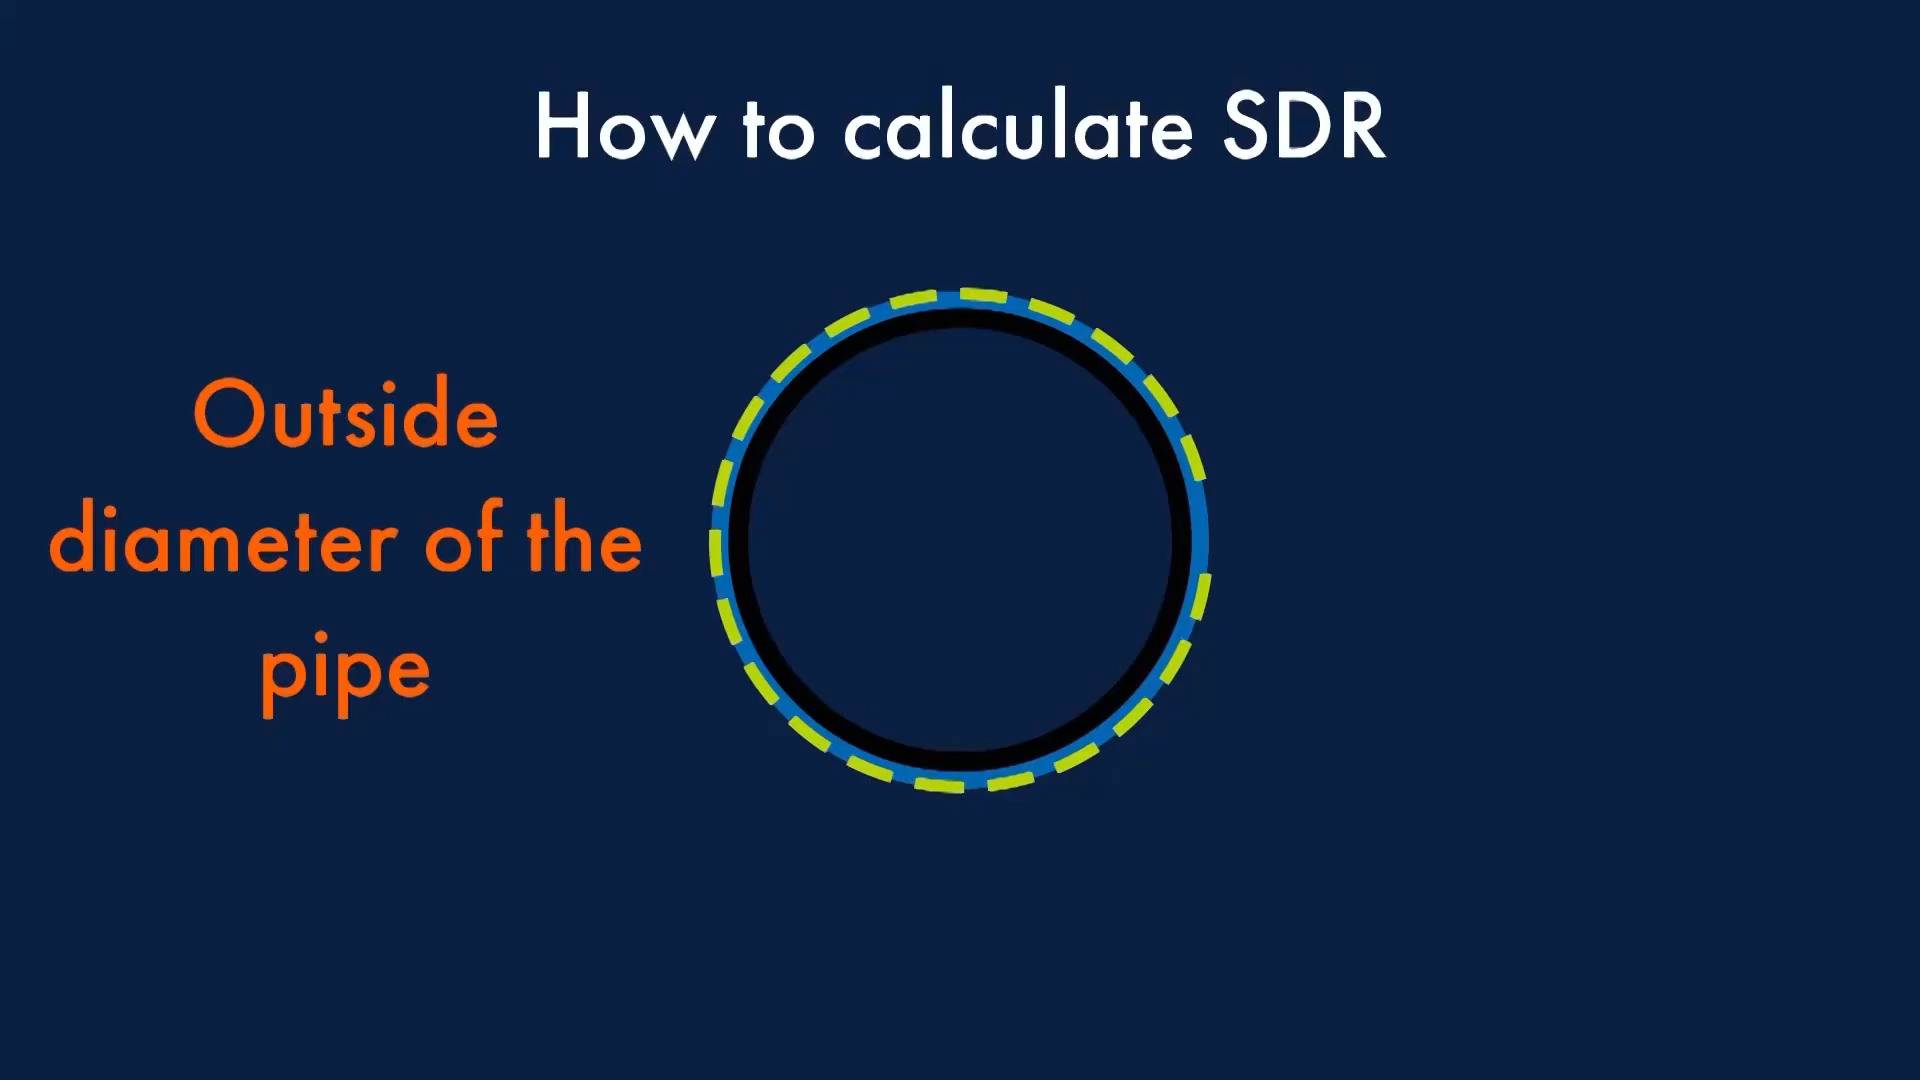 How to calculate SDR
Outside
diameter of the
pipe